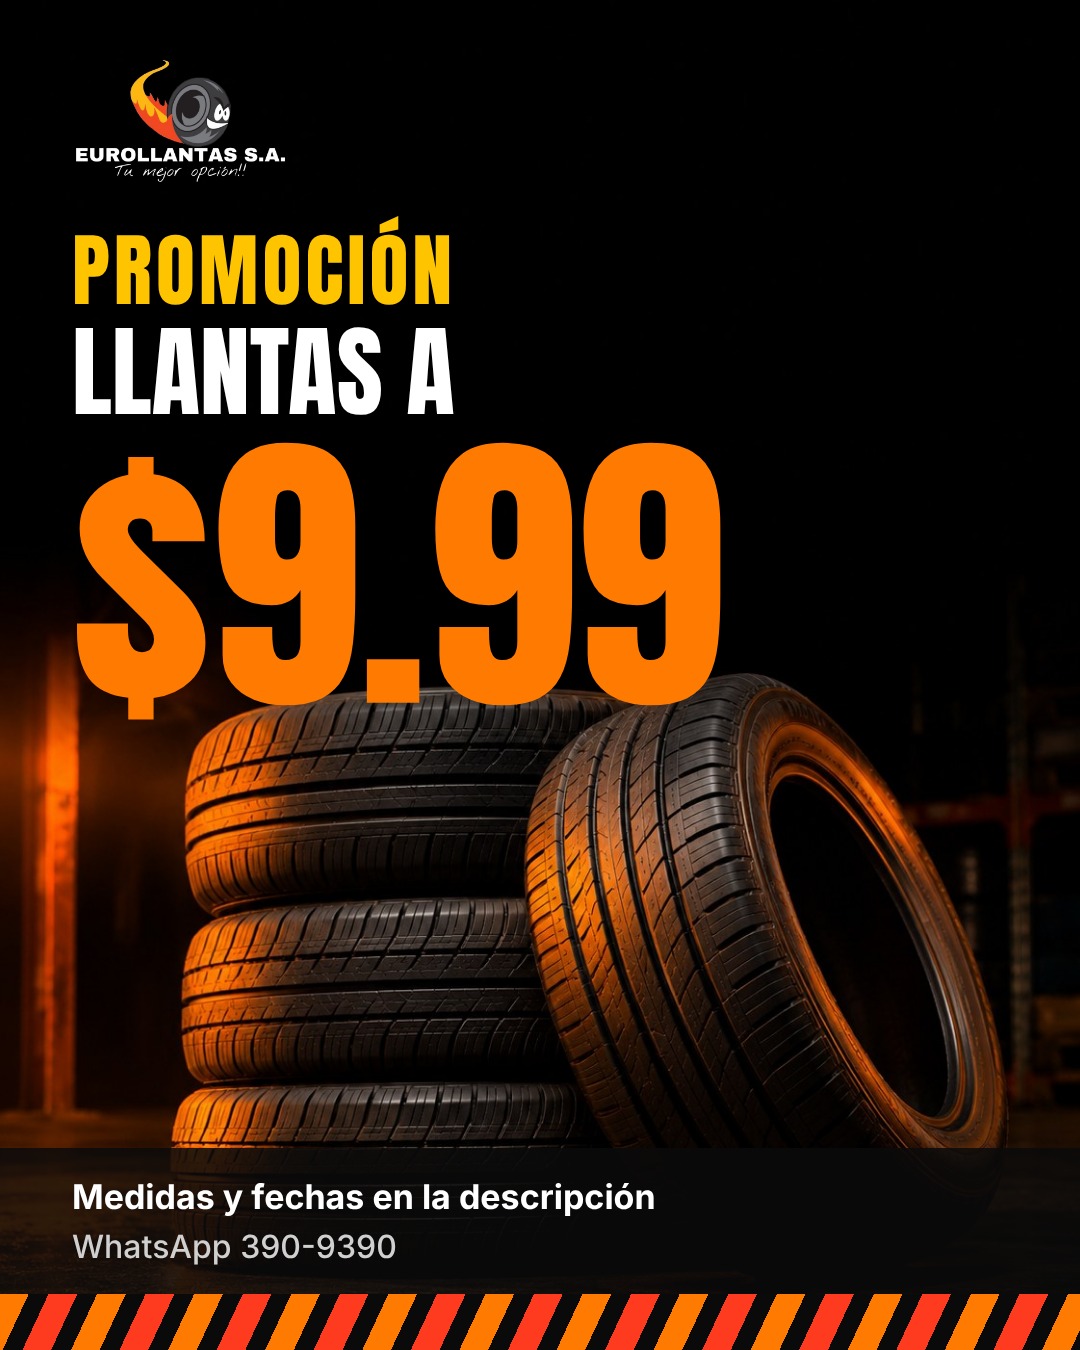 EUROLLANTAS S.A.
Tu mejor opción!!
PROMOCIÓN
LLANTAS A
$9.99
Medidas y fechas en la descripción
WhatsApp 390-9390